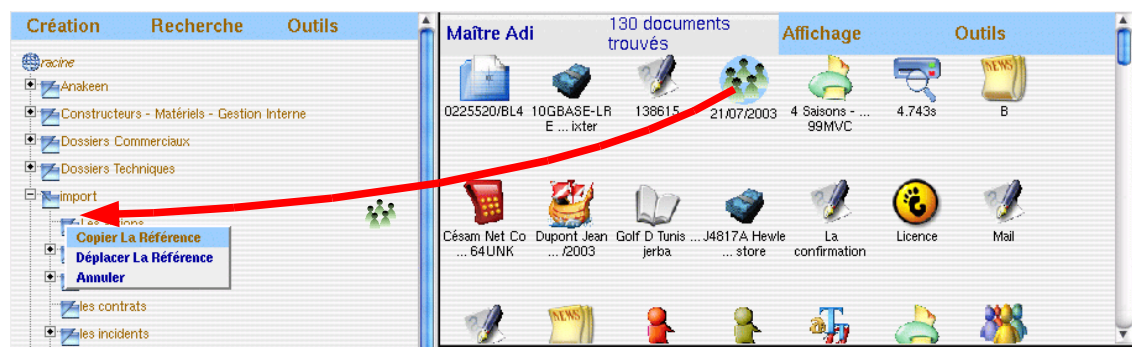 Création Recherche Outils
racine
Anakeen
Constructeurs - Matériels - Gestion Interne
Dossiers Commerciaux
Dossiers Techniques
import
Copier La Référence
Déplacer La Référence
Annuler
les contrats
les incidents
Maître Adi
130 documents
trouvés
Affichage
Outils
0225520/BL4 10GBASE-LR 138615 21/07/2003 4 Saisons - ... 4.743s B
E ... ixter 99MVC
NEWS
Césam Net Co Dupont Jean Golf D Tunis ... J4817A Hewle La Licence Mail
... 64UNK ... /2003 jerba ... store confirmation
NEWS